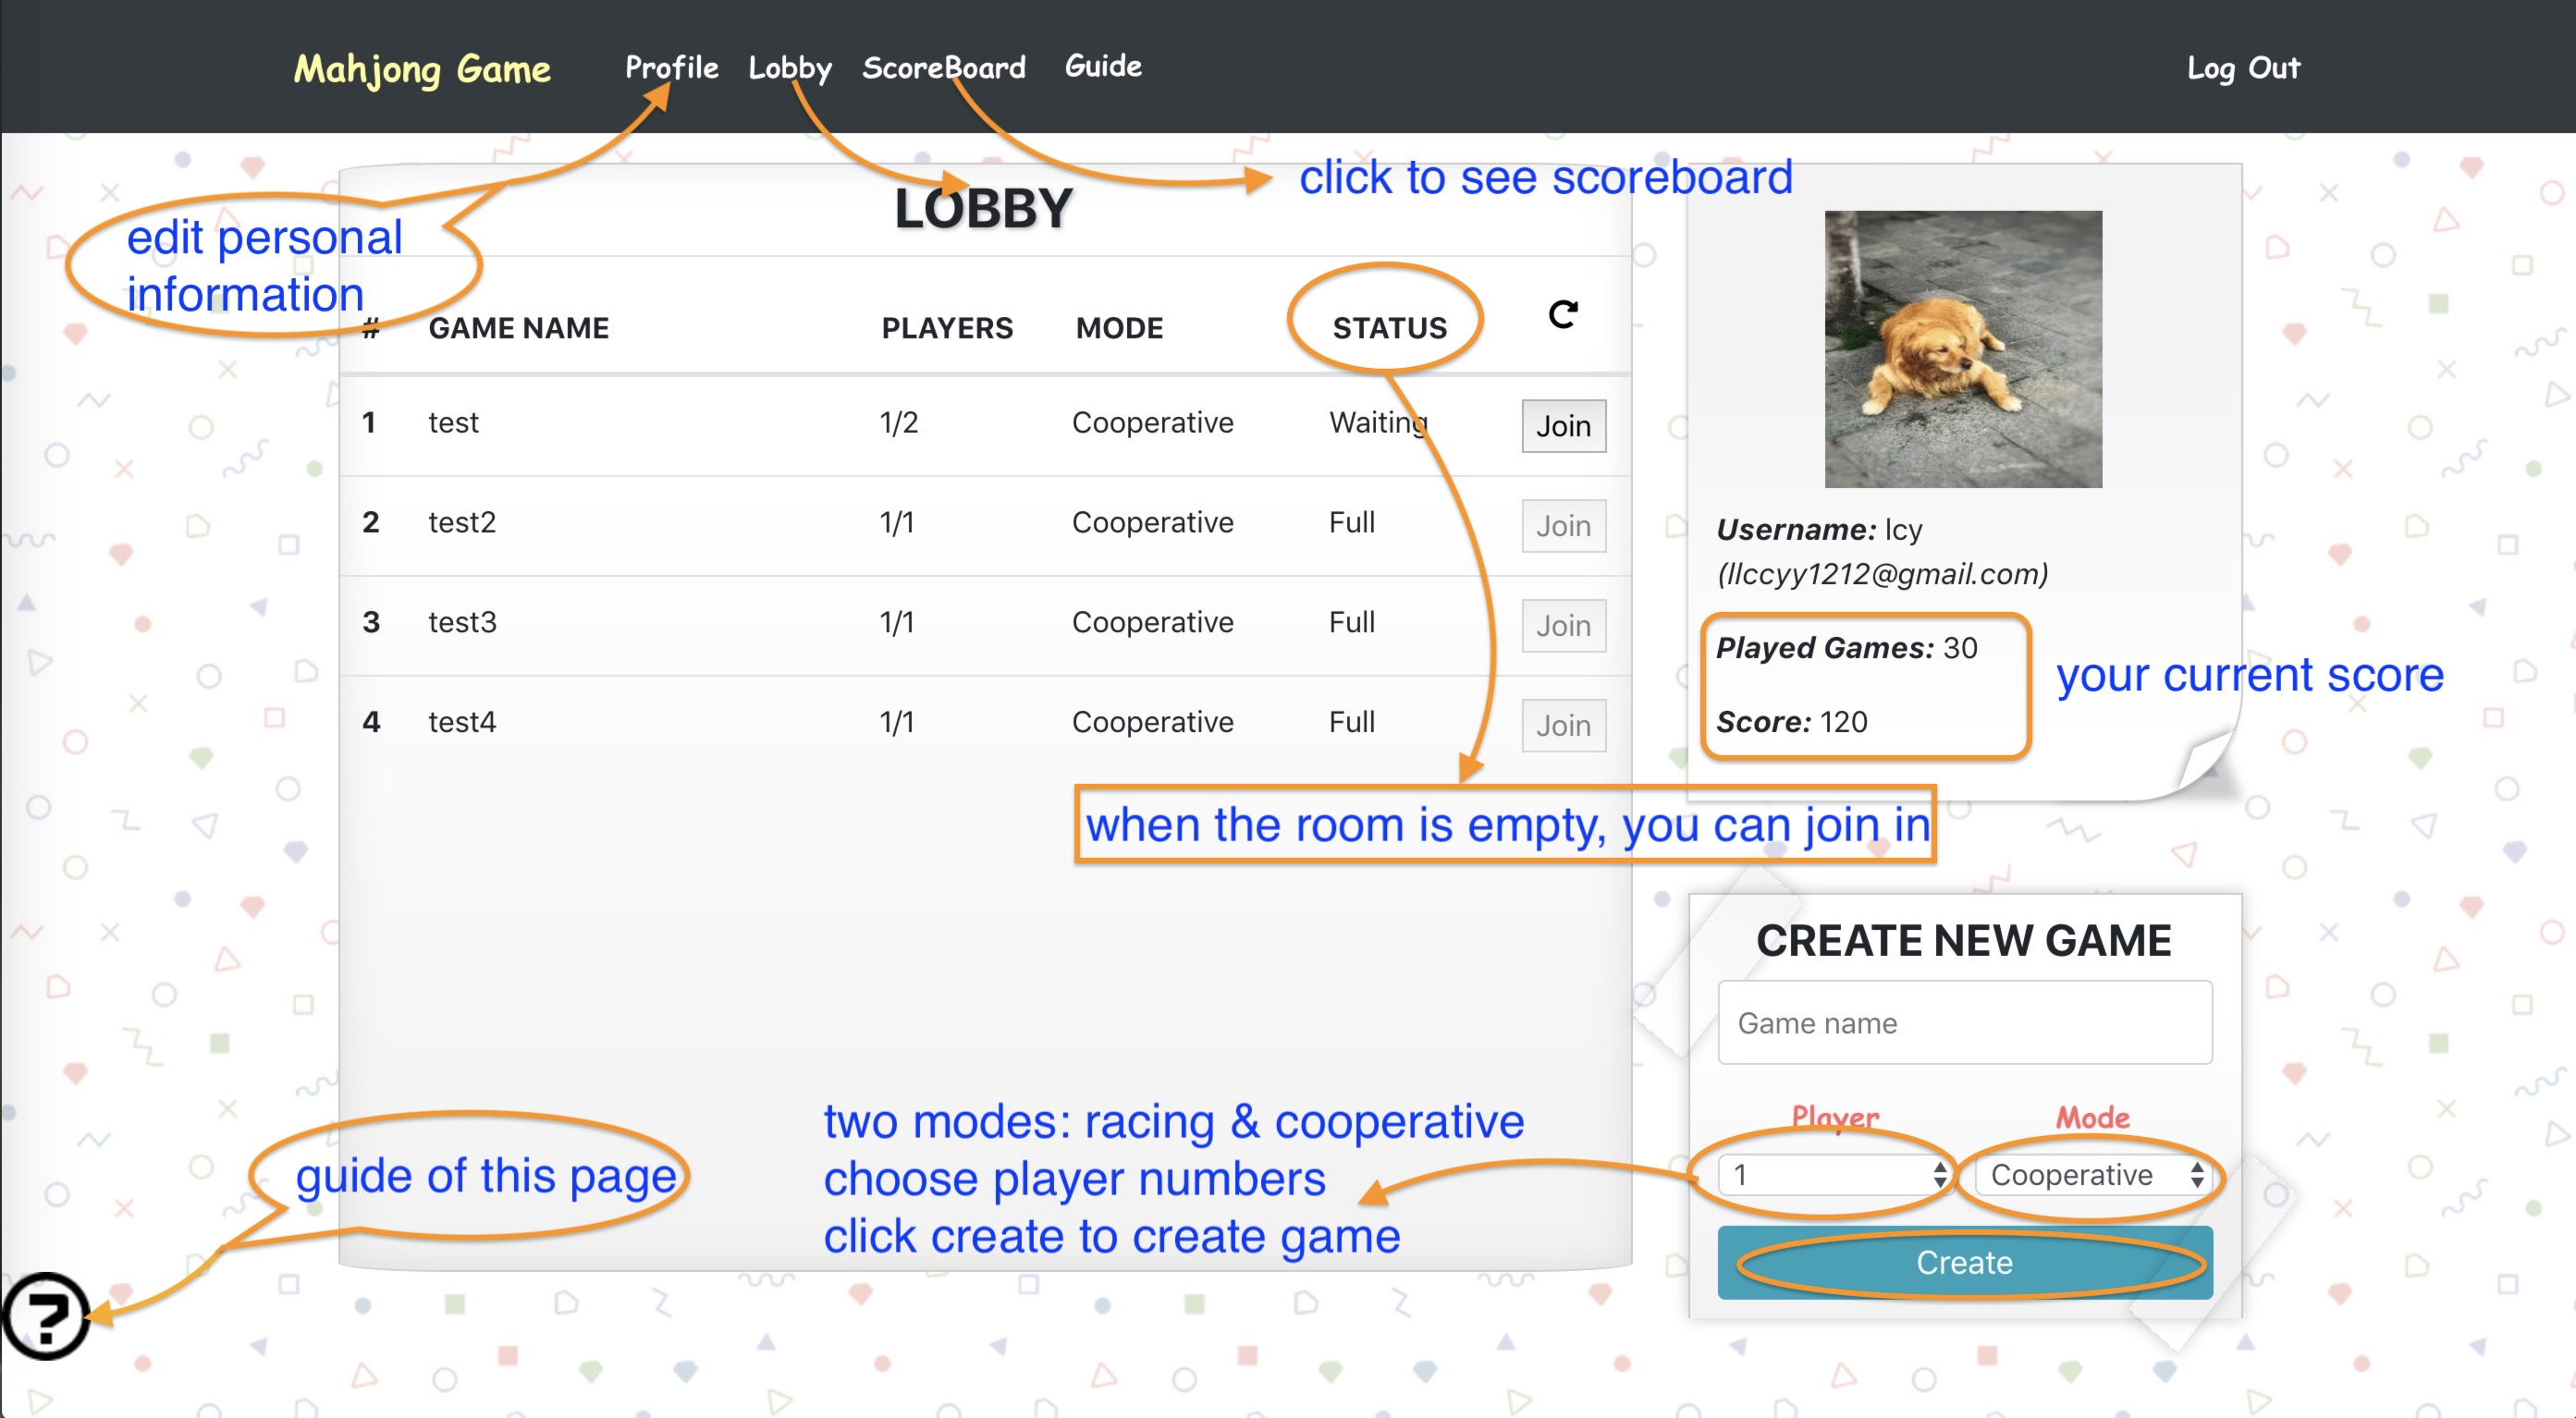 Mahjong Game Profile Lobby ScoreBoard Guide Log Out
click to see scoreboard
LOBBY
edit personal
information
# GAME NAME PLAYERS MODE STATUS
1 test 1/2 Cooperative Waiting Join
2 test2 1/1 Cooperative Full Join
3 test3 1/1 Cooperative Full Join
4 test4 1/1 Cooperative Full Join
when the room is empty, you can join in
Username: lcy
(llccyy1212@gmail.com)
Played Games: 30
Score: 120
your current score
CREATE NEW GAME
Game name
Player Mode
1 Cooperative
Create
two modes: racing & cooperative
choose player numbers
click create to create game
guide of this page
?